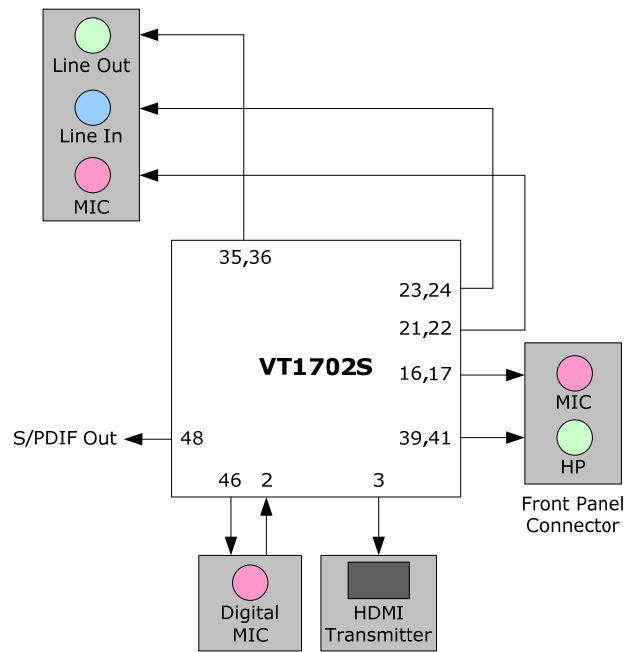 Line Out
Line In
MIC
35,36
23,24
21,22
VT1702S
16,17
MIC
S/PDIF Out
48
39,41
HP
46
2
3
Front Panel
Connector
Digital
MIC
HDMI
Transmitter